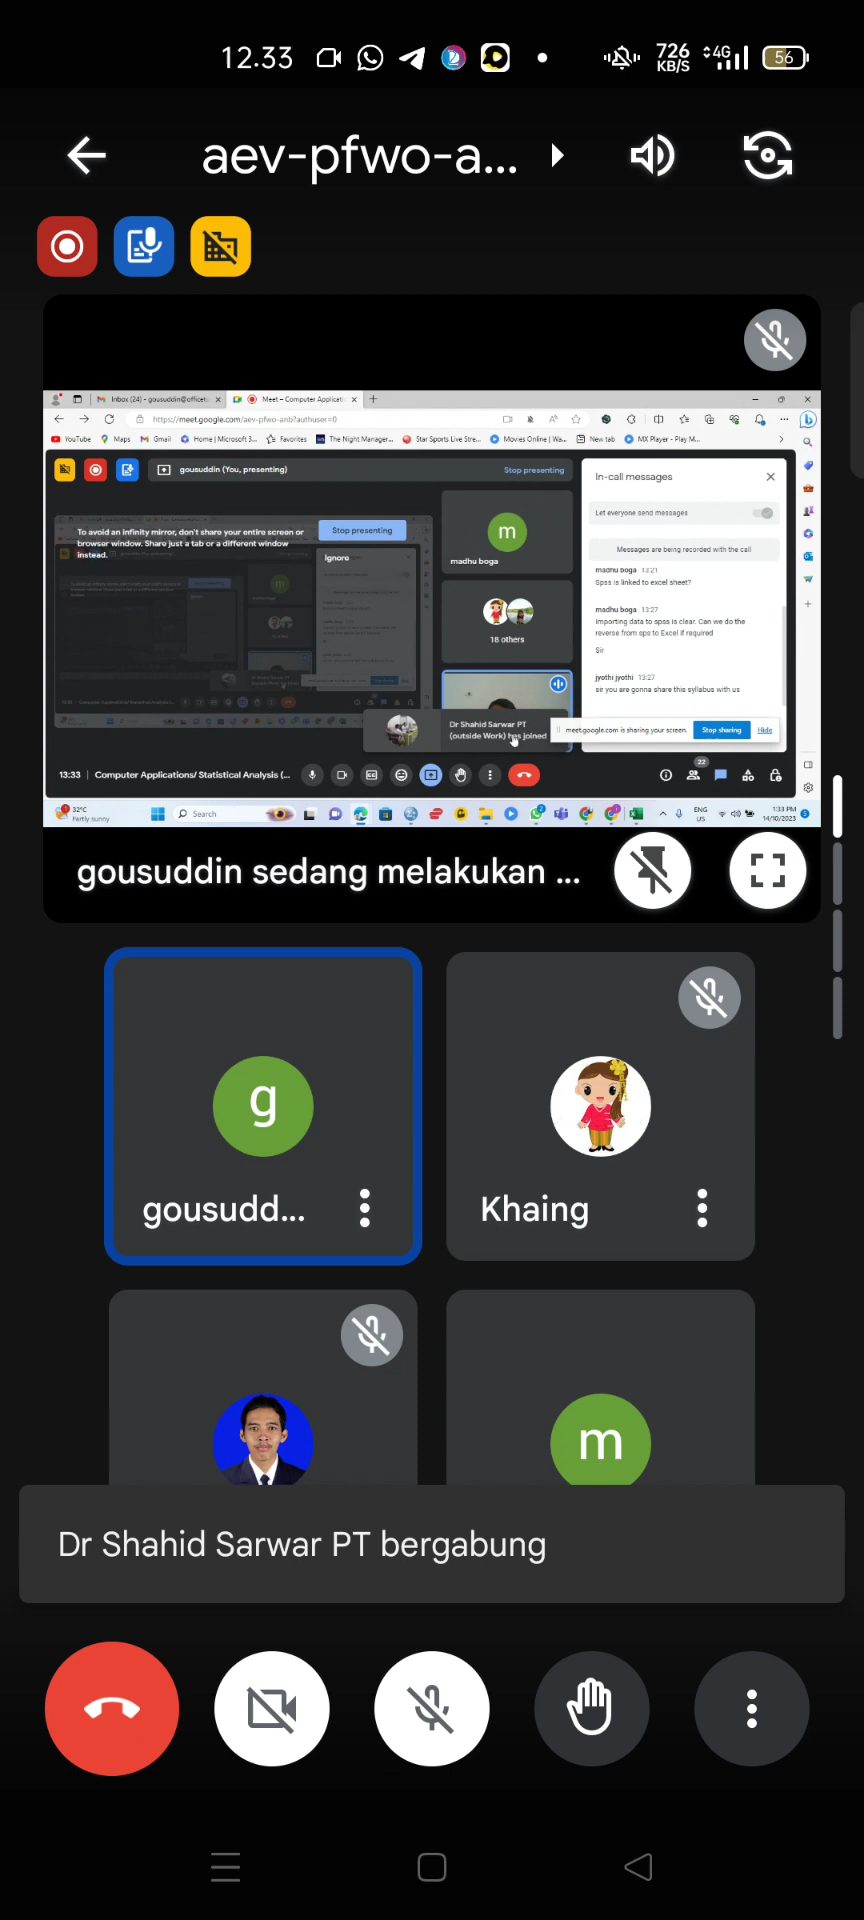 12.33
726
KB/S
4G
56
aev-pfwo-a...
Inbox (24) - gousuddin@officet
Meet – Computer Applicatio
https://meet.google.com/aev-pfwo-anb?authuser=0
YouTube
Maps
Gmail
Home | Microsoft 3...
Favorites
The Night Manager...
Star Sports Live Stre...
Movies Online | Wa...
New tab
MX Player - Play M...
gousuddin (You, presenting)
Stop presenting
To avoid an infinity mirror, don't share your entire screen or
browser window. Share just a tab or a different window
instead.
Stop presenting
Ignore
m
madhu boga
18 others
Dr Shahid Sarwar PT
(outside Work) has joined
In-call messages
Let everyone send messages
Messages are being recorded with the call
madhu boga 13:21
Spss is linked to excel sheet?
madhu boga 13:27
Importing data to spss is clear. Can we do the
reverse from sps to Excel if required
Sir
jyothi jyothi 13:27
sir you are gonna share this syllabus with us
meet.google.com is sharing your screen.
Stop sharing
Hide
13:33 | Computer Applications/ Statistical Analysis (...
22
32°C
Partly sunny
Search
ENG
US
1:33 PM
14/10/2023
gousuddin sedang melakukan ...
g
gousudd...
Khaing
m
Dr Shahid Sarwar PT bergabung